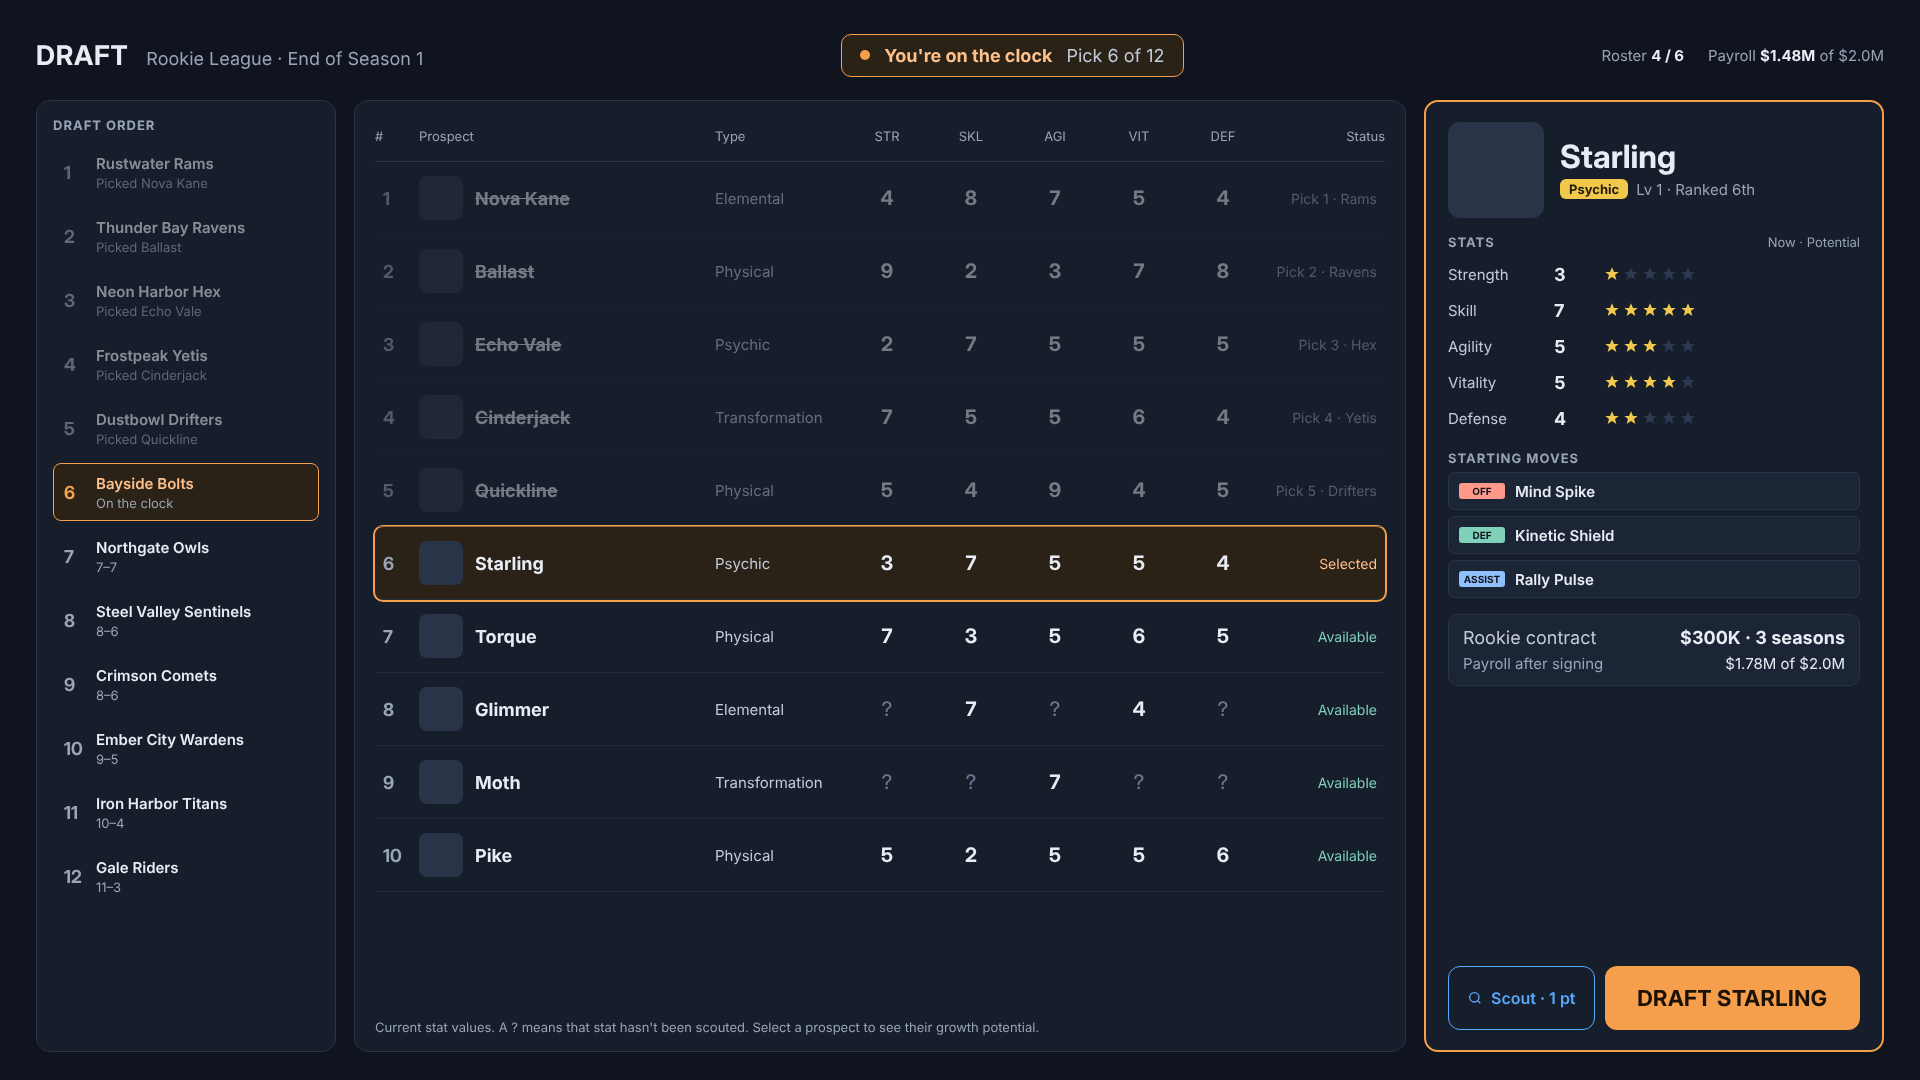 DRAFT Rookie League · End of Season 1
You're on the clock Pick 6 of 12
Roster 4 / 6 Payroll $1.48M of $2.0M
DRAFT ORDER
1 Rustwater Rams
Picked Nova Kane
2 Thunder Bay Ravens
Picked Ballast
3 Neon Harbor Hex
Picked Echo Vale
4 Frostpeak Yetis
Picked Cinderjack
5 Dustbowl Drifters
Picked Quickline
6 Bayside Bolts
On the clock
7 Northgate Owls
7–7
8 Steel Valley Sentinels
8–6
9 Crimson Comets
8–6
10 Ember City Wardens
9–5
11 Iron Harbor Titans
10–4
12 Gale Riders
11–3
# Prospect Type STR SKL AGI VIT DEF Status
1 Nova Kane Elemental 4 8 7 5 4 Pick 1 · Rams
2 Ballast Physical 9 2 3 7 8 Pick 2 · Ravens
3 Echo Vale Psychic 2 7 5 5 5 Pick 3 · Hex
4 Cinderjack Transformation 7 5 5 6 4 Pick 4 · Yetis
5 Quickline Physical 5 4 9 4 5 Pick 5 · Drifters
6 Starling Psychic 3 7 5 5 4 Selected
7 Torque Physical 7 3 5 6 5 Available
8 Glimmer Elemental ? 7 ? 4 ? Available
9 Moth Transformation ? ? 7 ? ? Available
10 Pike Physical 5 2 5 5 6 Available
Current stat values. A ? means that stat hasn't been scouted. Select a prospect to see their growth potential.
Starling
Psychic Lv 1 · Ranked 6th
STATS Now · Potential
Strength 3
Skill 7
Agility 5
Vitality 5
Defense 4
STARTING MOVES
OFF Mind Spike
DEF Kinetic Shield
ASSIST Rally Pulse
Rookie contract $300K · 3 seasons
Payroll after signing $1.78M of $2.0M
Scout · 1 pt
DRAFT STARLING